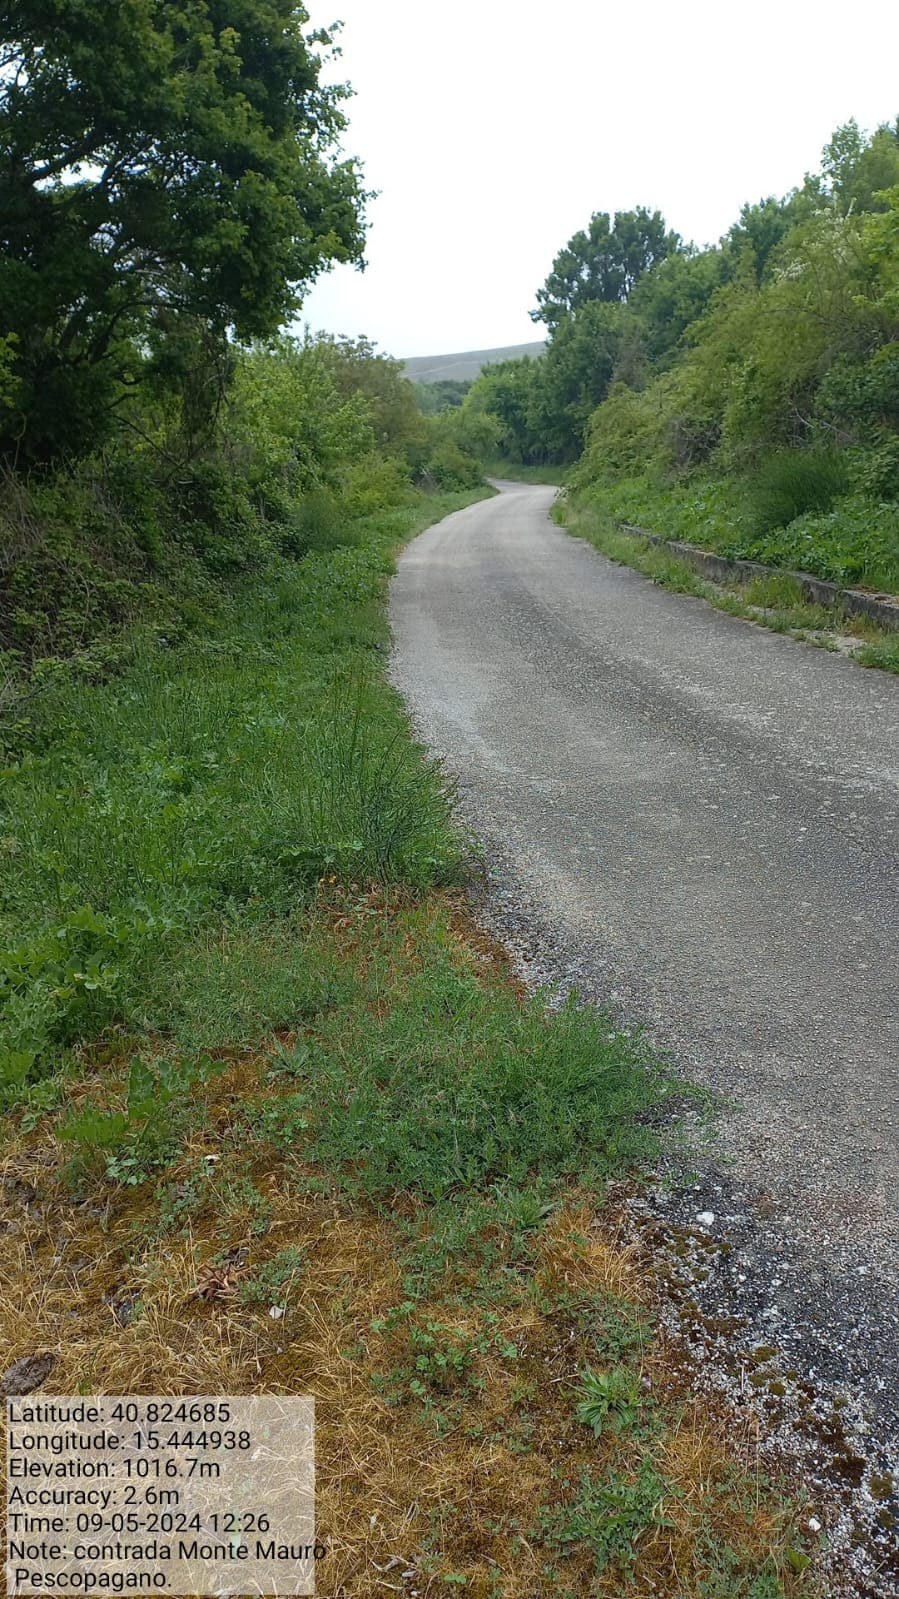 Latitude: 40.824685
Longitude: 15.444938
Elevation: 1016.7m
Accuracy: 2.6m
Time: 09-05-2024 12:26
Note: contrada Monte Mauro
Pescopagano.